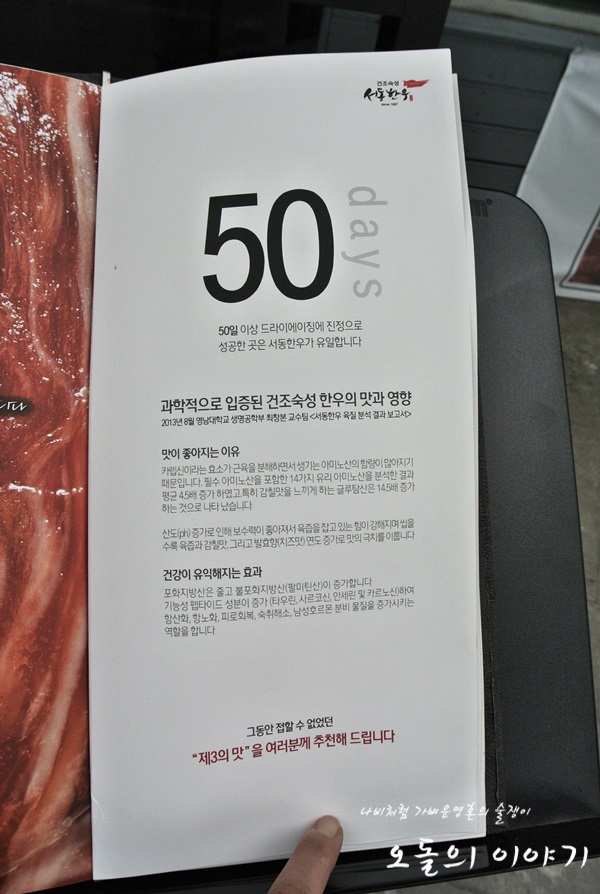 건조숙성
서동한우
since 1997
50
days
50일 이상 드라이에이징에 진정으로
성공한 곳은 서동한우가 유일합니다
과학적으로 입증된 건조숙성 한우의 맛과 영향
2013년 8월 영남대학교 생명공학부 최창본 교수팀 <서동한우 육질 분석 결과 보고서>
맛이 좋아지는 이유
카텝신이라는 효소가 근육을 분해하면서 생기는 아미노산의 함량이 많아지기
때문입니다. 필수 아미노산을 포함한 14가지 유리 아미노산을 분석한 결과
평균 4.5배 증가 하였고, 특히 감칠맛을 느끼게 하는 글루탐산은 14.5배 증가
하는 것으로 나타 났습니다
산도(ph) 증가로 인해 보수력이 좋아져서 육즙을 잡고 있는 힘이 강해지며 씹을
수록 육즙과 감칠맛, 그리고 발효향(치즈맛) 연도 증가로 맛의 극치를 이룹니다
건강이 유익해지는 효과
포화지방산은 줄고 불포화지방산(팔미틴산)이 증가합니다
기능성 펩타이드 성분이 증가 (타우린, 사르코신, 안세린 및 카르노신)하여
항산화, 항노화, 피로회복, 숙취해소, 남성호르몬 분비 물질을 증가시키는
역할을 합니다
그동안 접할 수 없었던
“제3의 맛”을 여러분께 추천해 드립니다
나비처럼 가벼운영혼의 술쟁이
오돌의 이야기